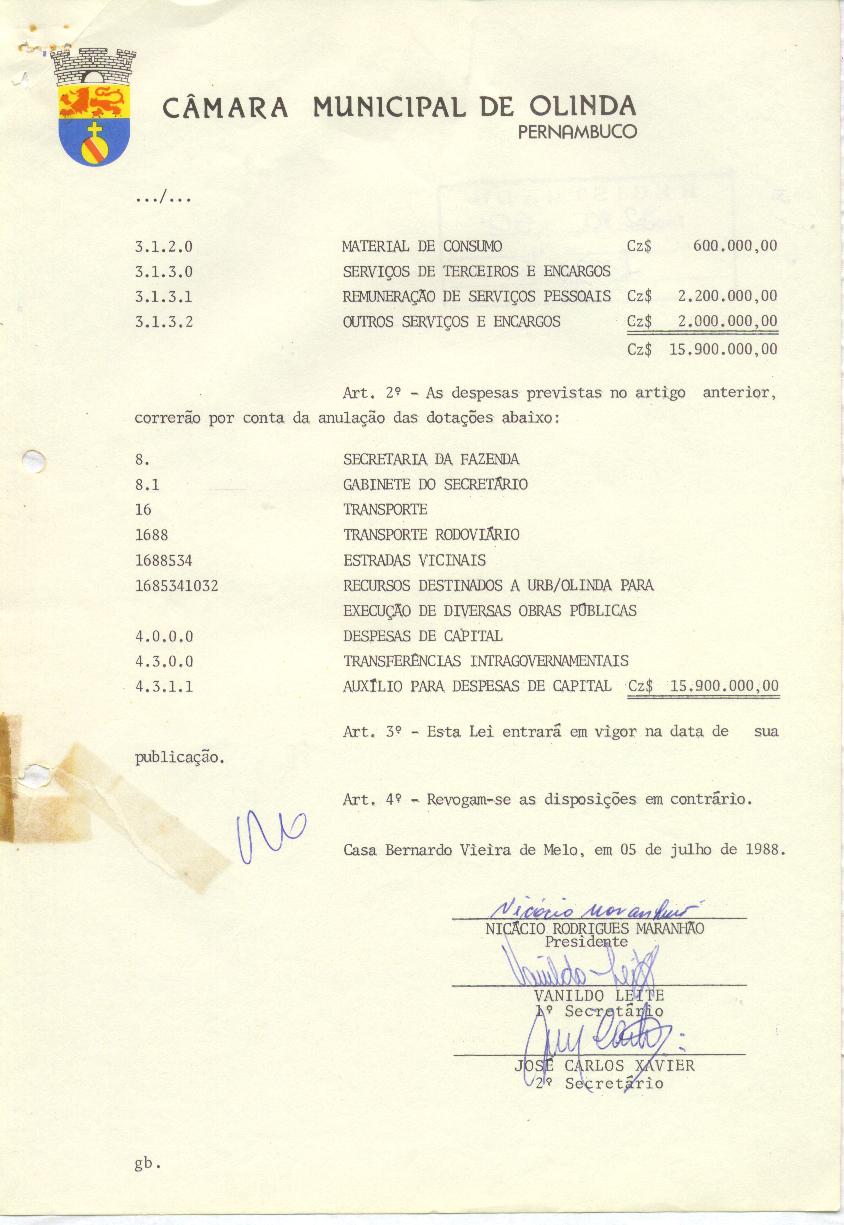 CÂMARA MUNICIPAL DE OLINDA
PERNAMBUCO
.../...
3.1.2.0 MATERIAL DE CONSUMO Cz$ 600.000,00
3.1.3.0 SERVIÇOS DE TERCEIROS E ENCARGOS
3.1.3.1 REMUNERAÇÃO DE SERVIÇOS PESSOAIS Cz$ 2.200.000,00
3.1.3.2 OUTROS SERVIÇOS E ENCARGOS Cz$ 2.000.000,00
Cz$ 15.900.000,00
Art. 2º - As despesas previstas no artigo anterior,
correrão por conta da anulação das dotações abaixo:
8. SECRETARIA DA FAZENDA
8.1 GABINETE DO SECRETÁRIO
16 TRANSPORTE
1688 TRANSPORTE RODOVIÁRIO
1688534 ESTRADAS VICINAIS
1685341032 RECURSOS DESTINADOS A URB/OLINDA PARA
EXECUÇÃO DE DIVERSAS OBRAS PÚBLICAS
4.0.0.0 DESPESAS DE CAPITAL
4.3.0.0 TRANSFERÊNCIAS INTRAGOVERNAMENTAIS
4.3.1.1 AUXÍLIO PARA DESPESAS DE CAPITAL Cz$ 15.900.000,00
Art. 3º - Esta Lei entrará em vigor na data de sua
publicação.
Art. 4º - Revogam-se as disposições em contrário.
Casa Bernardo Vieira de Melo, em 05 de julho de 1988.
Nicácio Maranhão
NICÁCIO RODRIGUES MARANHÃO
Presidente
Vanildo Leite
VANILDO LEITE
1º Secretário
JOSÉ CARLOS XAVIER
2º Secretário
gb.